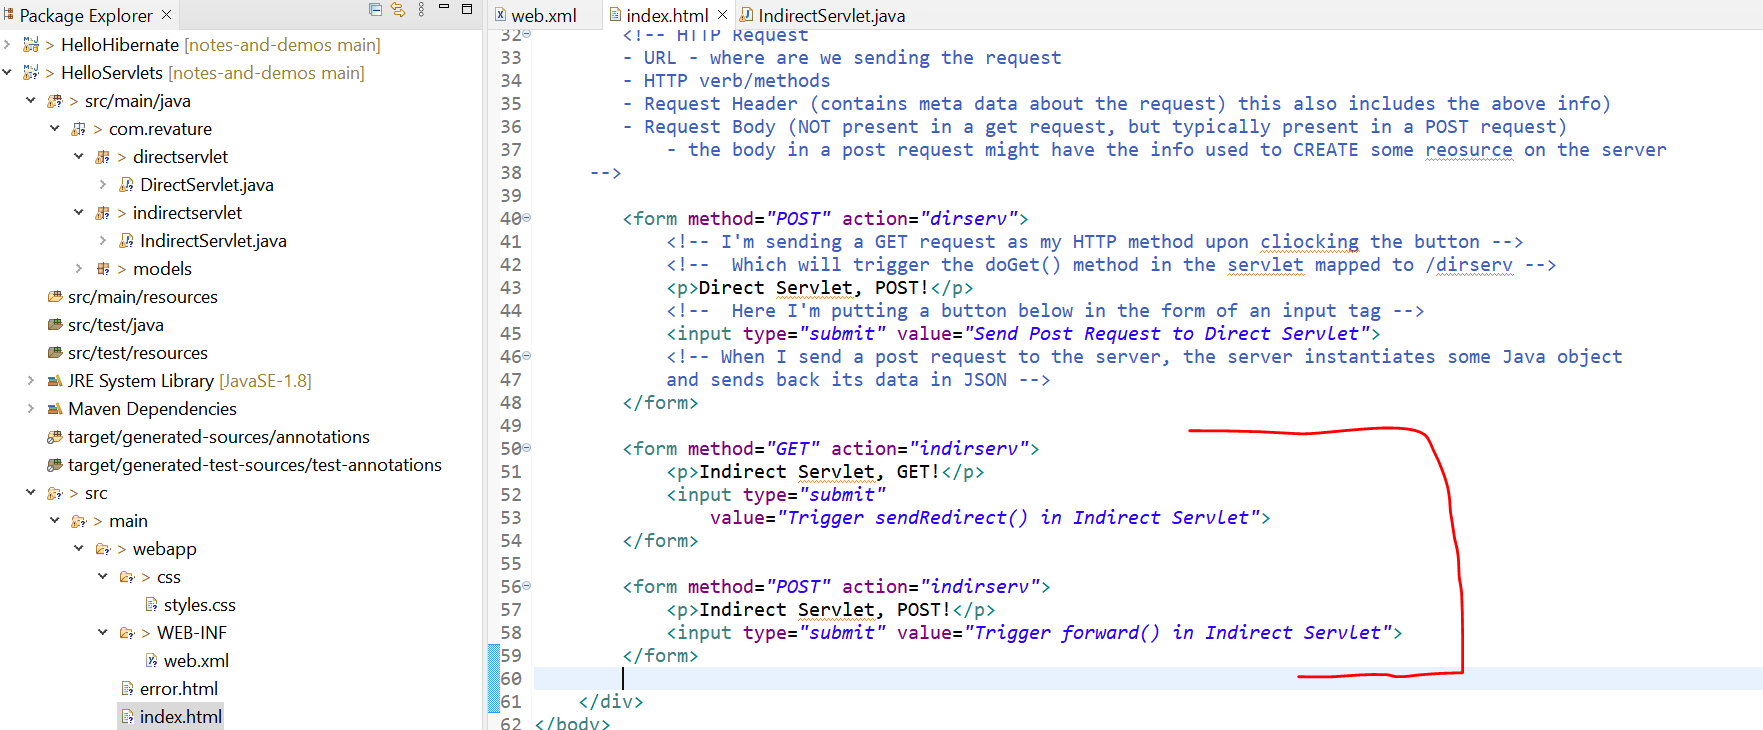 Package Explorer
HelloHibernate [notes-and-demos main]
HelloServlets [notes-and-demos main]
src/main/java
com.revature
directservlet
DirectServlet.java
indirectservlet
IndirectServlet.java
models
src/main/resources
src/test/java
src/test/resources
JRE System Library [JavaSE-1.8]
Maven Dependencies
target/generated-sources/annotations
target/generated-test-sources/test-annotations
src
main
webapp
css
styles.css
WEB-INF
web.xml
error.html
index.html
web.xml index.html IndirectServlet.java
32 <!-- HTTP Request
33 - URL - where are we sending the request
34 - HTTP verb/methods
35 - Request Header (contains meta data about the request) this also includes the above info)
36 - Request Body (NOT present in a get request, but typically present in a POST request)
37 - the body in a post request might have the info used to CREATE some reosurce on the server
38 -->
39
40 <form method="POST" action="dirserv">
41 <!-- I'm sending a GET request as my HTTP method upon cliocking the button -->
42 <!--  Which will trigger the doGet() method in the servlet mapped to /dirserv -->
43 <p>Direct Servlet, POST!</p>
44 <!--  Here I'm putting a button below in the form of an input tag -->
45 <input type="submit" value="Send Post Request to Direct Servlet">
46 <!-- When I send a post request to the server, the server instantiates some Java object
47 and sends back its data in JSON -->
48 </form>
49
50 <form method="GET" action="indirserv">
51 <p>Indirect Servlet, GET!</p>
52 <input type="submit"
53 value="Trigger sendRedirect() in Indirect Servlet">
54 </form>
55
56 <form method="POST" action="indirserv">
57 <p>Indirect Servlet, POST!</p>
58 <input type="submit" value="Trigger forward() in Indirect Servlet">
59 </form>
60
61 </div>
62 </body>